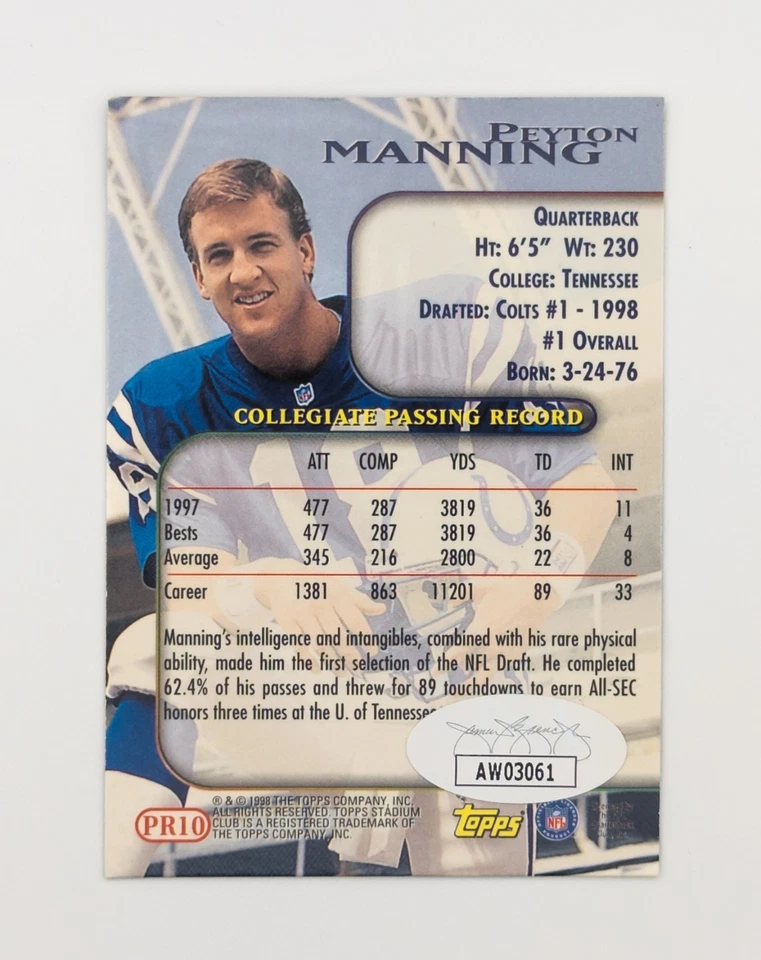 PEYTON
MANNING
QUARTERBACK
HT: 6'5" WT: 230
COLLEGE: TENNESSEE
DRAFTED: COLTS #1 - 1998
#1 OVERALL
BORN: 3-24-76
COLLEGIATE PASSING RECORD
ATT COMP YDS TD INT
1997 477 287 3819 36 11
Bests 477 287 3819 36 4
Average 345 216 2800 22 8
Career 1381 863 11201 89 33
Manning's intelligence and intangibles, combined with his rare physical
ability, made him the first selection of the NFL Draft. He completed
62.4% of his passes and threw for 89 touchdowns to earn All-SEC
honors three times at the U. of Tennessee
AW03061
PR10
® & © 1998 THE TOPPS COMPANY, INC.
ALL RIGHTS RESERVED. TOPPS STADIUM
CLUB IS A REGISTERED TRADEMARK OF
THE TOPPS COMPANY, INC.
TOPPS
NFL